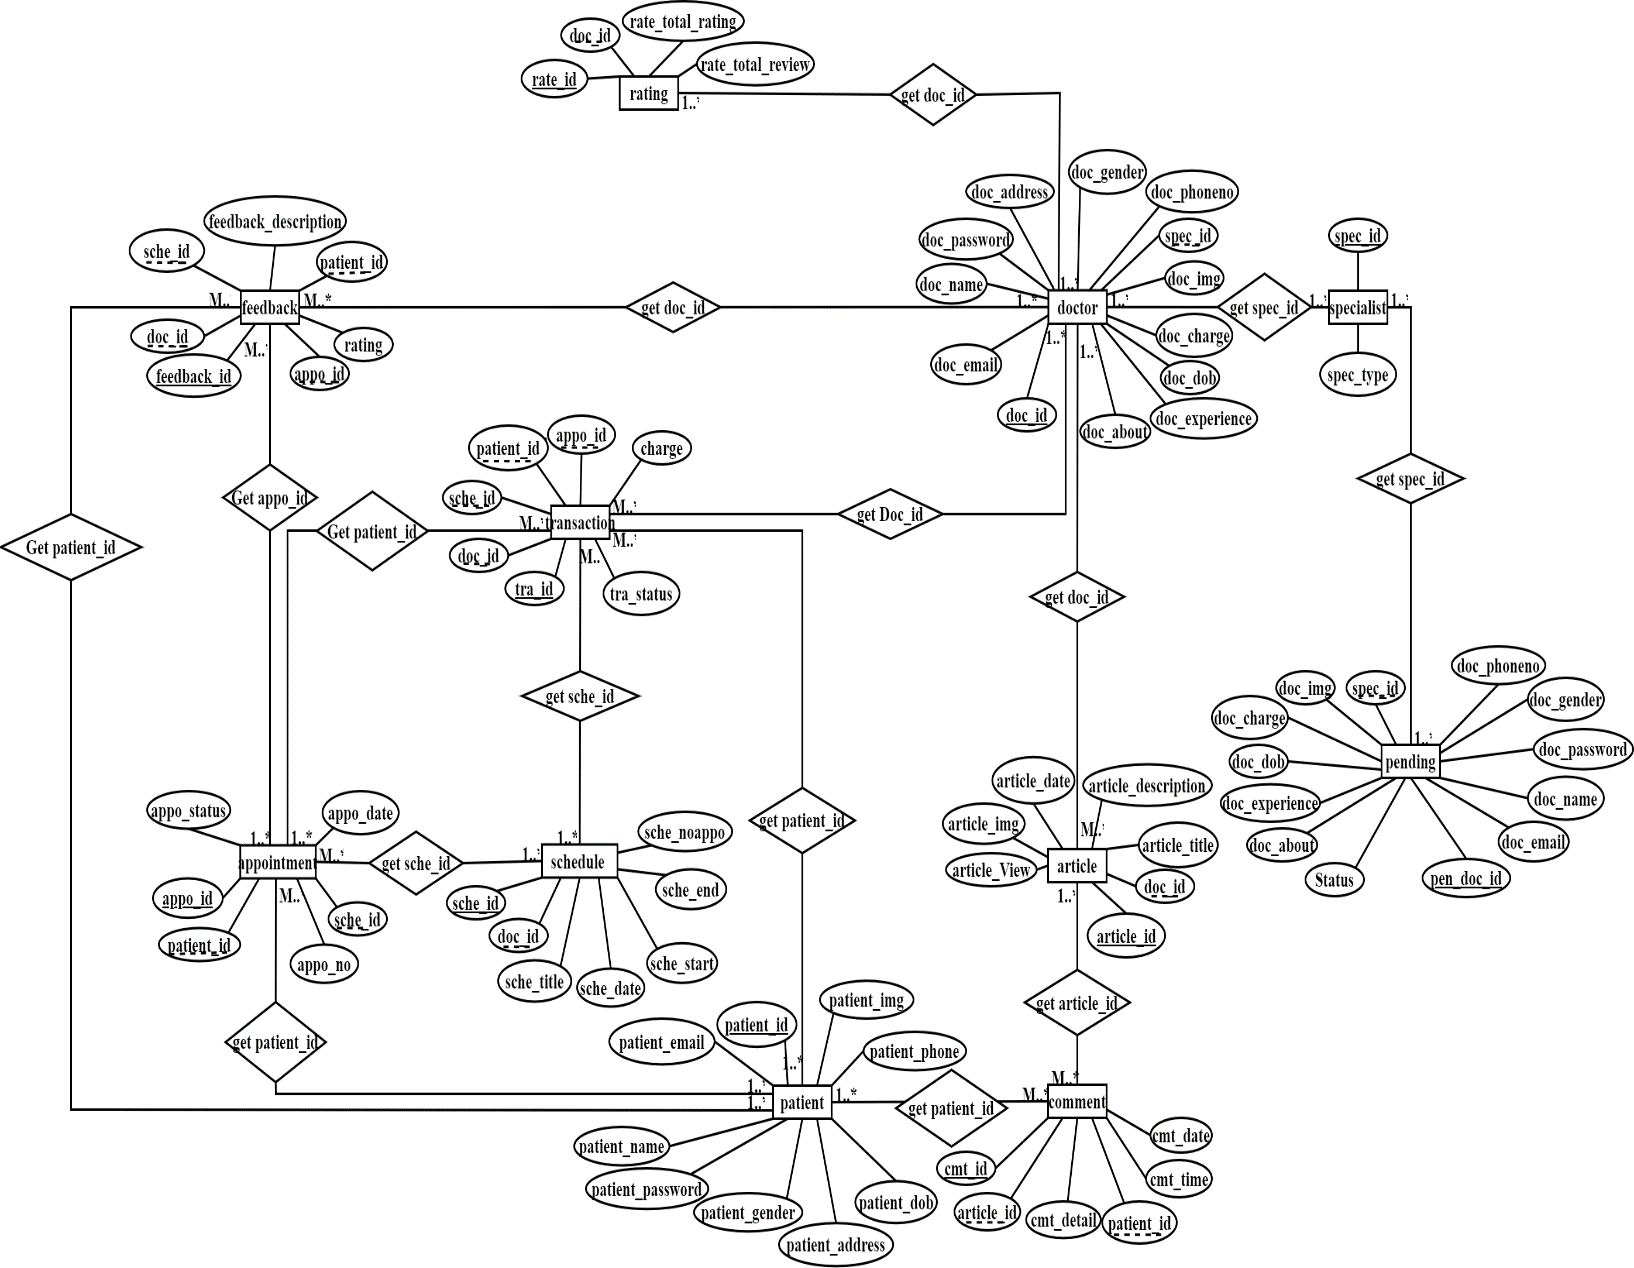 rate_total_rating
doc_id
rate_total_review
rate_id
rating
1..*
get doc_id
doc_gender
doc_address
doc_phoneno
doc_password
spec_id
doc_name
doc_img
1..*
1..*
doctor
1..*
1..*
1..*
doc_charge
doc_email
doc_dob
doc_id
doc_experience
doc_about
get spec_id
spec_id
1..*
specialist
1..*
spec_type
get spec_id
feedback_description
sche_id
patient_id
M..*
feedback
M..*
get doc_id
doc_id
rating
M..*
feedback_id
appo_id
Get appo_id
Get patient_id
Get patient_id
patient_id
appo_id
charge
sche_id
M..*
M..*
transaction
M..*
M..*
doc_id
tra_id
tra_status
get Doc_id
get doc_id
get sche_id
get patient_id
doc_phoneno
doc_img
spec_id
doc_gender
doc_charge
1..*
pending
doc_password
doc_dob
doc_name
doc_experience
doc_about
doc_email
Status
pen_doc_id
appo_status
appo_date
1..*
1..*
appointment
M..*
get sche_id
M..*
appo_id
sche_id
patient_id
appo_no
1..*
1..*
schedule
sche_noappo
sche_end
sche_id
doc_id
sche_start
sche_title
sche_date
article_date
article_description
article_img
M..*
article_title
article_View
article
doc_id
1..*
article_id
get article_id
get patient_id
patient_img
patient_id
patient_email
patient_phone
1..*
1..*
1..*
patient
1..*
get patient_id
patient_name
patient_password
patient_gender
patient_dob
patient_address
M..*
M..*
comment
cmt_date
cmt_id
cmt_time
article_id
cmt_detail
patient_id